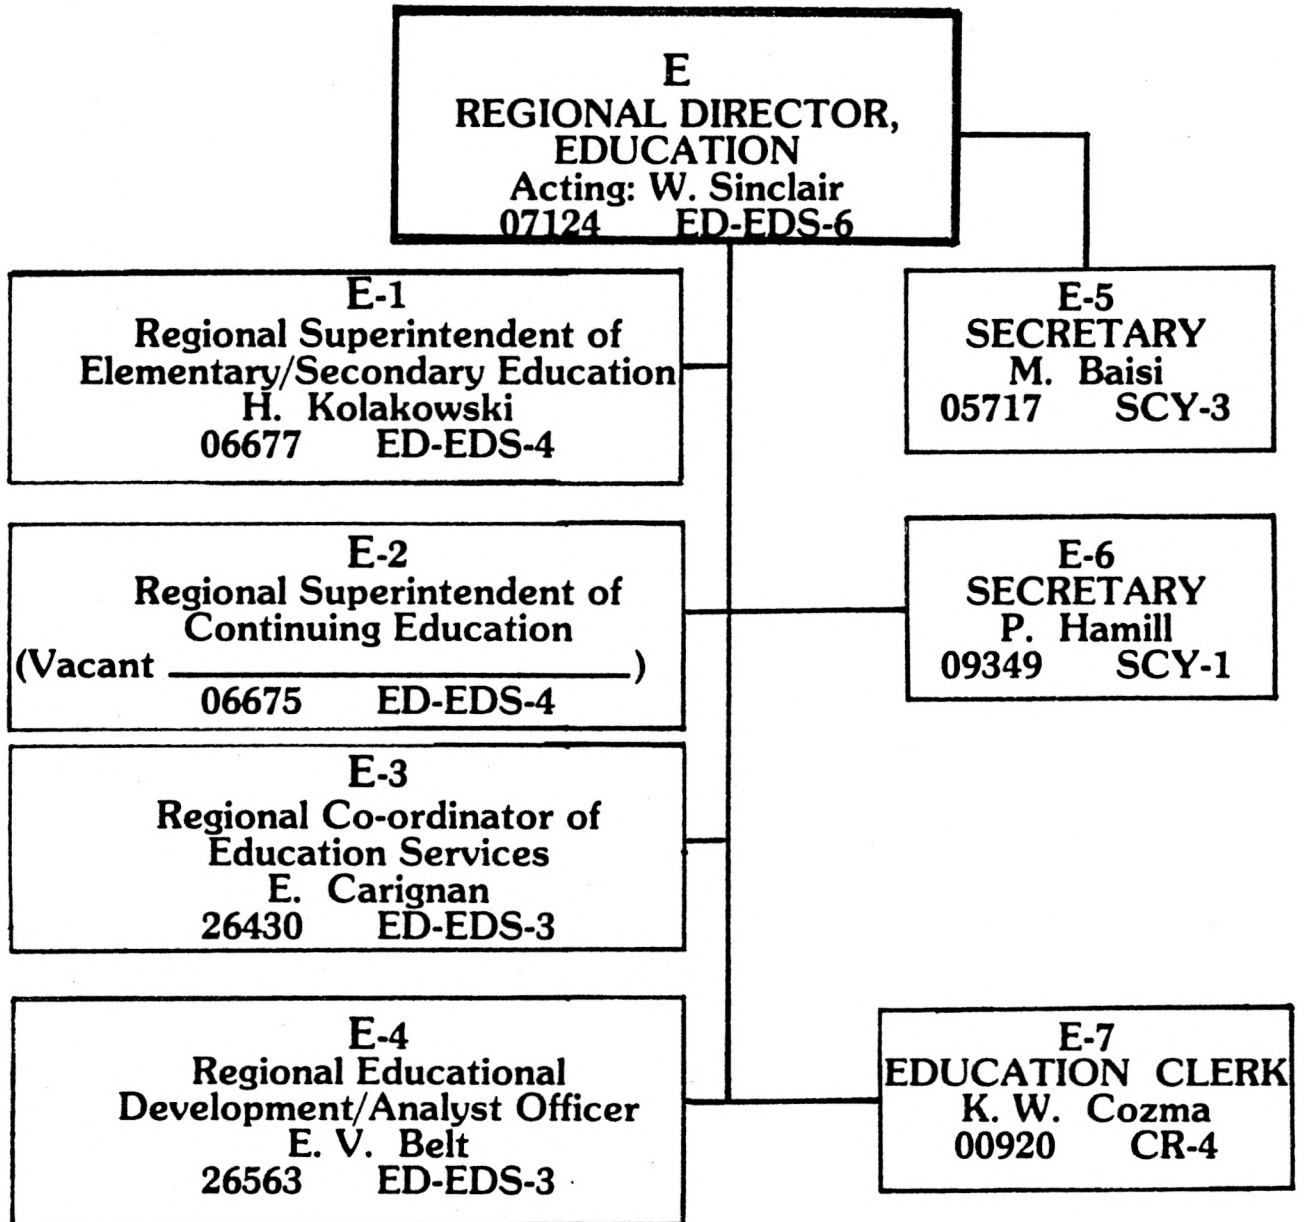 E
REGIONAL DIRECTOR,
EDUCATION
Acting: W. Sinclair
07124 ED-EDS-6
E-1
Regional Superintendent of
Elementary/Secondary Education
H. Kolakowski
06677 ED-EDS-4
E-5
SECRETARY
M. Baisi
05717 SCY-3
E-2
Regional Superintendent of
Continuing Education
(Vacant ____________________)
06675 ED-EDS-4
E-6
SECRETARY
P. Hamill
09349 SCY-1
E-3
Regional Co-ordinator of
Education Services
E. Carignan
26430 ED-EDS-3
E-4
Regional Educational
Development/Analyst Officer
E. V. Belt
26563 ED-EDS-3
E-7
EDUCATION CLERK
K. W. Cozma
00920 CR-4